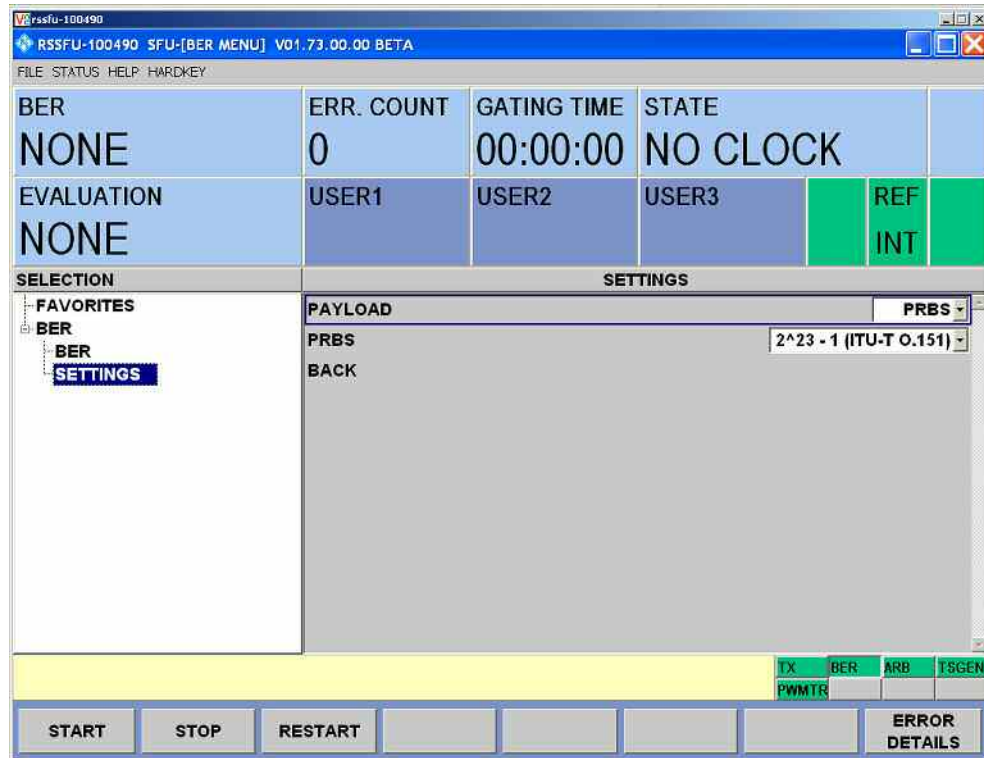 rssfu-100490
RSSFU-100490 SFU-[BER MENU] V01.73.00.00 BETA
FILE STATUS HELP HARDKEY
BER ERR. COUNT GATING TIME STATE
NONE 0 00:00:00 NO CLOCK
EVALUATION USER1 USER2 USER3 REF
NONE INT
SELECTION SETTINGS
FAVORITES
BER
BER
SETTINGS
PAYLOAD PRBS
PRBS 2^23 - 1 (ITU-T O.151)
BACK
TX BER ARB TSGEN
PWMTR
START STOP RESTART ERROR DETAILS